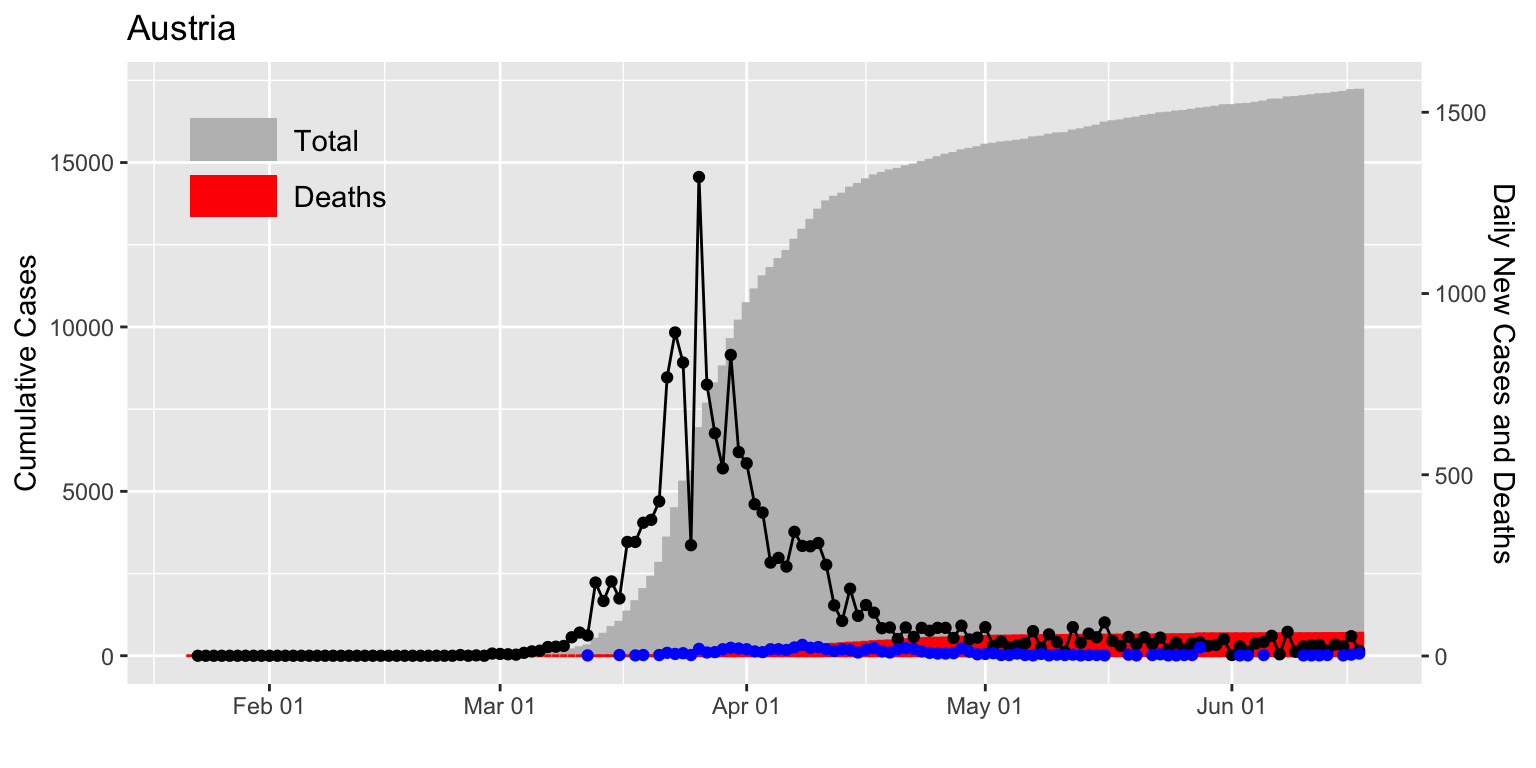 Austria
Total
Deaths
Cumulative Cases
15000
10000
5000
0
1500
1000
500
0
Daily New Cases and Deaths
Feb 01
Mar 01
Apr 01
May 01
Jun 01